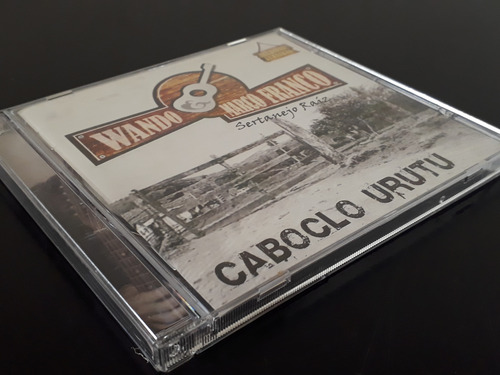 WANDO & MARCO FRANCO
Sertanejo Raiz
CABOCLO URUTU